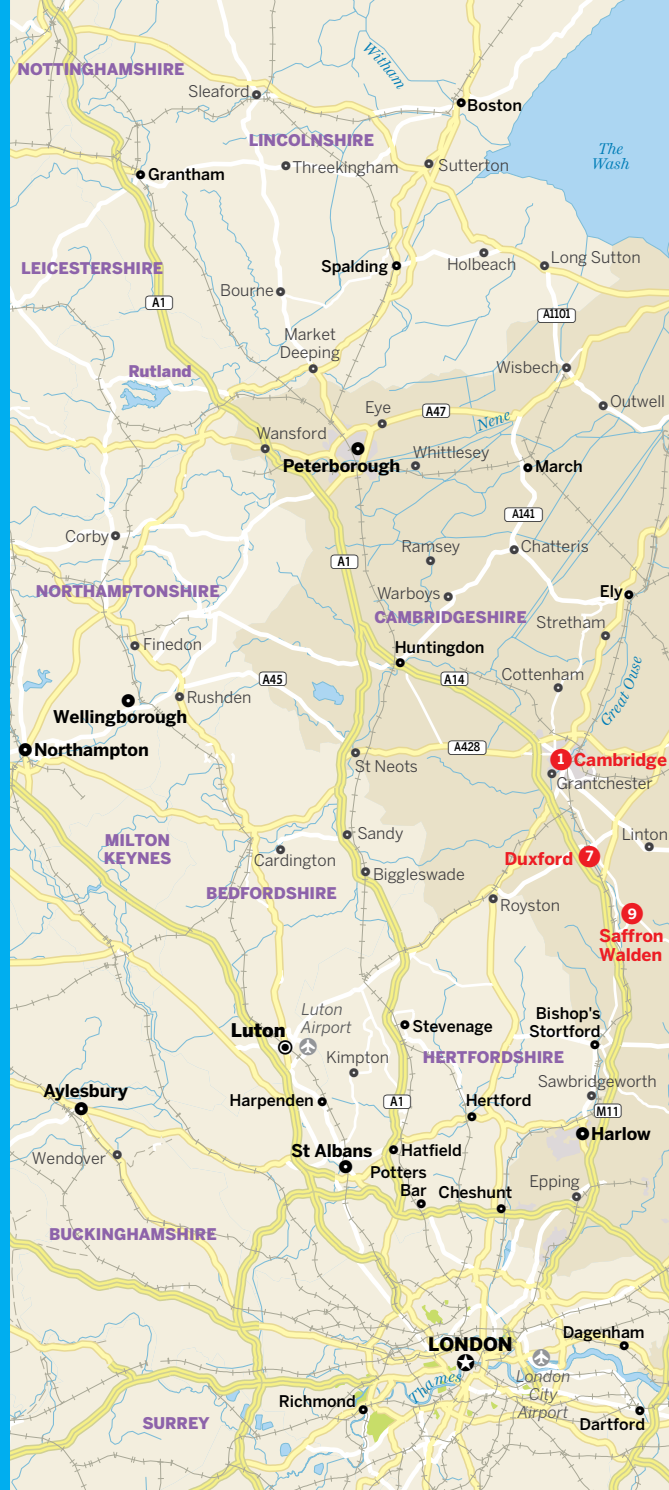 NOTTINGHAMSHIRE
Witham
Sleaford
Boston
LINCOLNSHIRE
The
Wash
Threekingham
Sutterton
Grantham
Long Sutton
Holbeach
Spalding
LEICESTERSHIRE
Bourne
A1
A1101
Market
Deeping
Rutland
Wisbech
Outwell
Eye
A47
Nene
Wansford
Whittlesey
Peterborough
March
A141
Corby
Ramsey
Chatteris
A1
NORTHAMPTONSHIRE
Warboys
Ely
CAMBRIDGESHIRE
Stretham
Finedon
Huntingdon
Cottenham
A45
A14
Great Ouse
Rushden
Wellingborough
Northampton
A428
St Neots
1 Cambridge
Grantchester
MILTON
KEYNES
Sandy
Linton
Cardington
Duxford 7
Biggleswade
BEDFORDSHIRE
Royston
9
Saffron
Walden
Luton
Airport
Luton
Stevenage
Bishop's
Stortford
Kimpton
HERTFORDSHIRE
Sawbridgeworth
Aylesbury
Harpenden
A1
Hertford
M11
Harlow
St Albans
Hatfield
Wendover
Potters
Bar
Cheshunt
Epping
BUCKINGHAMSHIRE
LONDON
Dagenham
Thames
London
City
Airport
Richmond
SURREY
Dartford